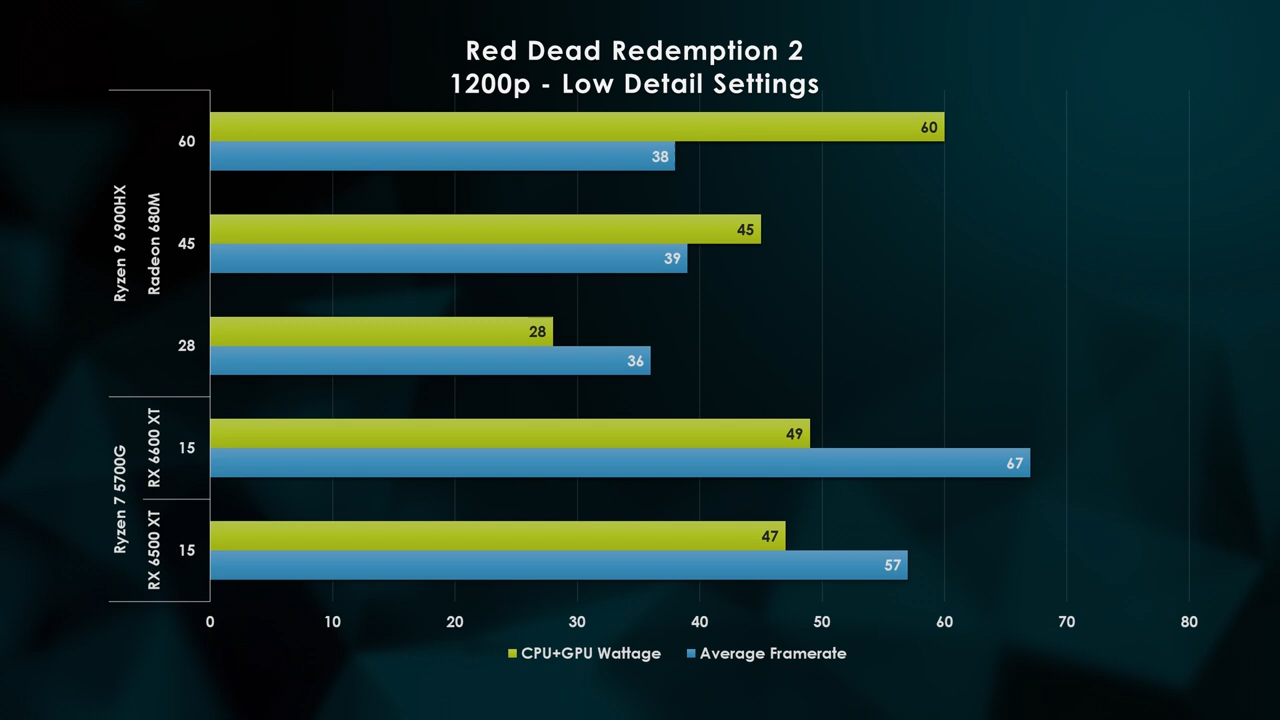 Red Dead Redemption 2
1200p - Low Detail Settings
Ryzen 9 6900HX
Radeon 680M
60
60
38
45
45
39
28
28
36
Ryzen 7 5700G
RX 6600 XT
15
49
67
RX 6500 XT
15
47
57
0 10 20 30 40 50 60 70 80
CPU+GPU Wattage Average Framerate